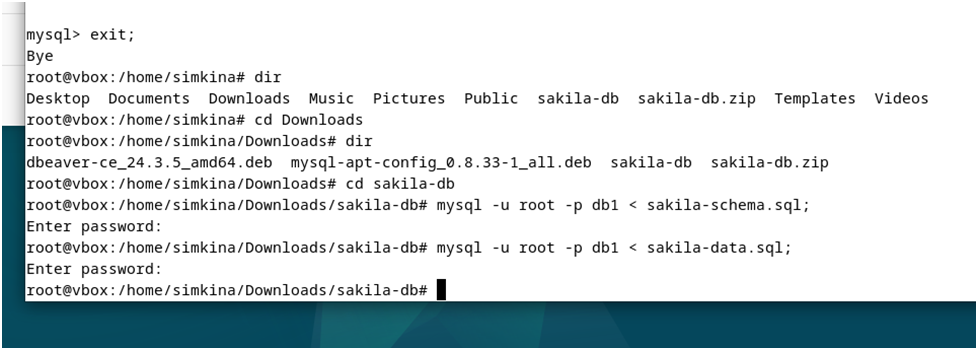 mysql> exit;
Bye
root@vbox:/home/simkina# dir
Desktop  Documents  Downloads  Music  Pictures  Public  sakila-db  sakila-db.zip  Templates  Videos
root@vbox:/home/simkina# cd Downloads
root@vbox:/home/simkina/Downloads# dir
dbeaver-ce_24.3.5_amd64.deb  mysql-apt-config_0.8.33-1_all.deb  sakila-db  sakila-db.zip
root@vbox:/home/simkina/Downloads# cd sakila-db
root@vbox:/home/simkina/Downloads/sakila-db# mysql -u root -p db1 < sakila-schema.sql;
Enter password:
root@vbox:/home/simkina/Downloads/sakila-db# mysql -u root -p db1 < sakila-data.sql;
Enter password:
root@vbox:/home/simkina/Downloads/sakila-db#